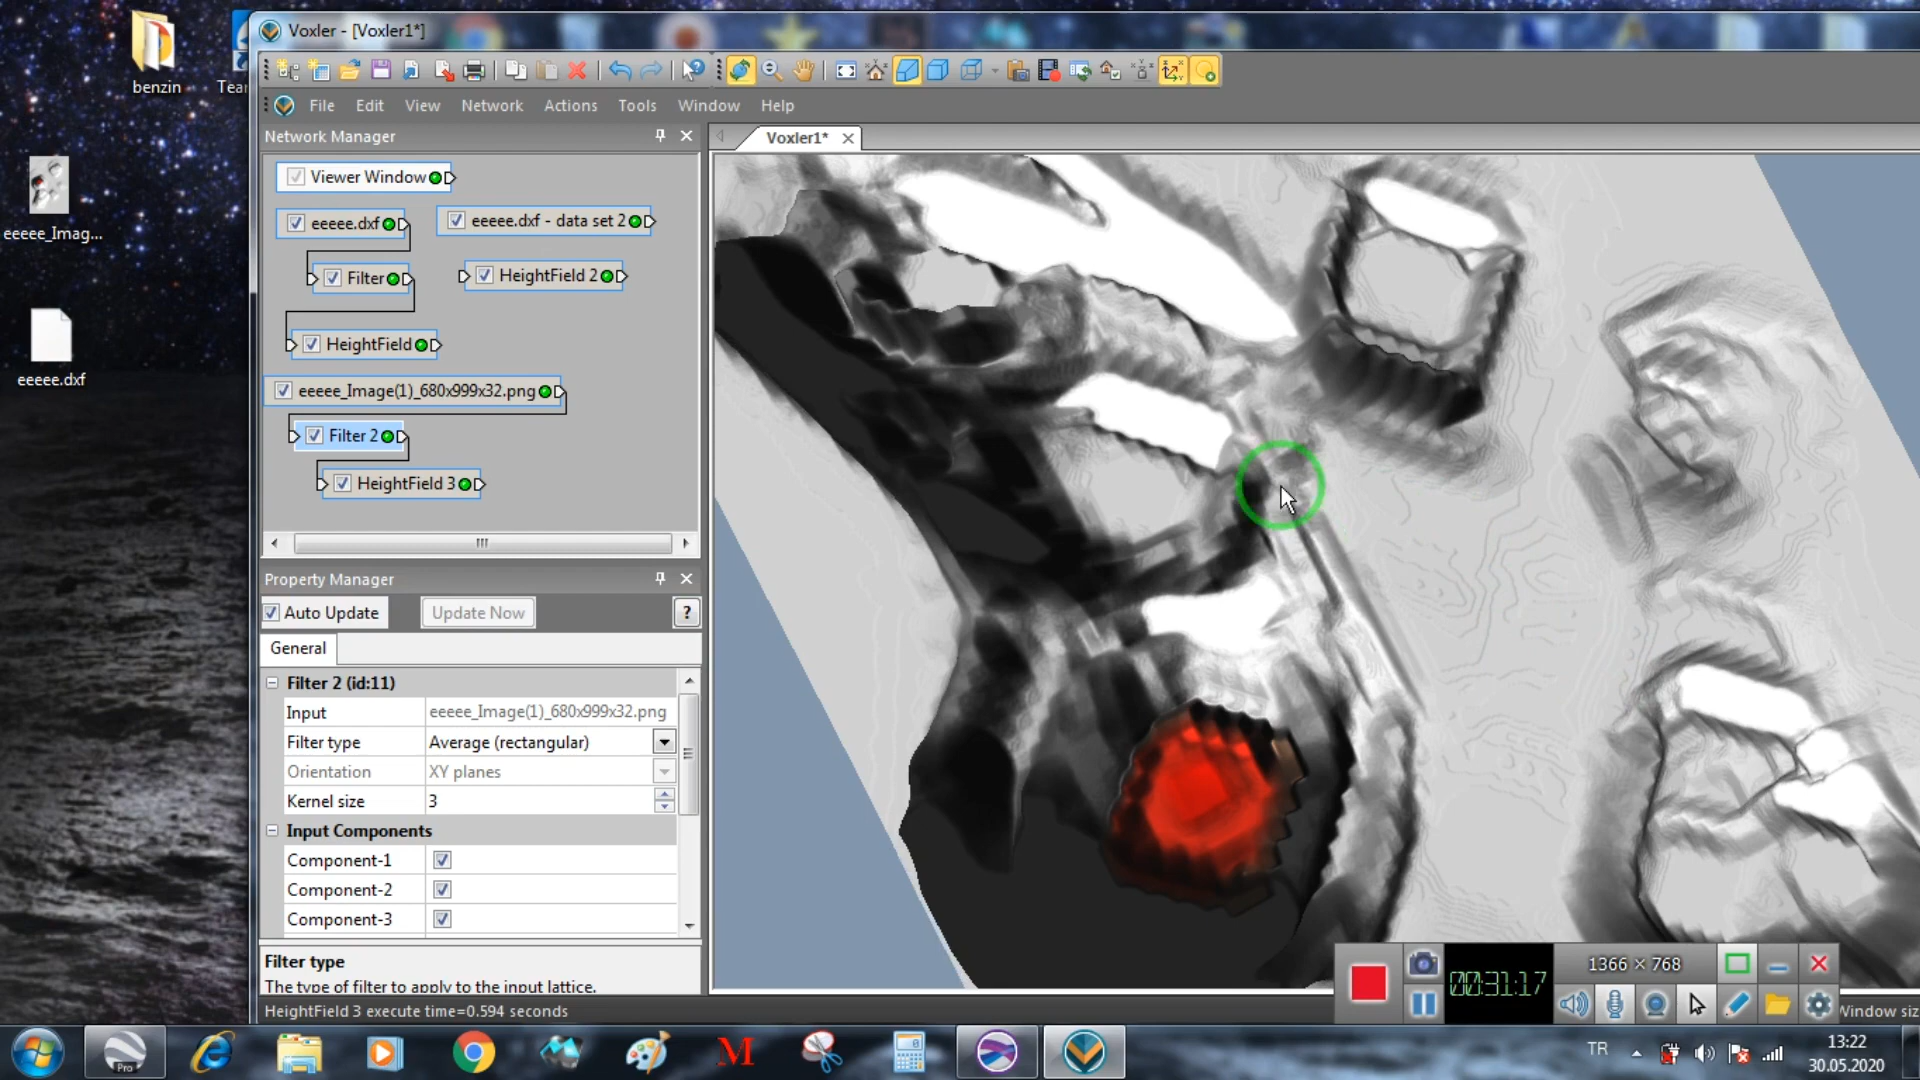 benzin
Tear
eeeee_Imag...
eeeee.dxf
Voxler - [Voxler1*]
File Edit View Network Actions Tools Window Help
Network Manager
Voxler1*
Viewer Window
eeeee.dxf
eeeee.dxf - data set 2
Filter
HeightField 2
HeightField
eeeee_Image(1)_680x999x32.png
Filter 2
HeightField 3
Property Manager
Auto Update
Update Now
?
General
Filter 2 (id:11)
Input eeeee_Image(1)_680x999x32.png
Filter type Average (rectangular)
Orientation XY planes
Kernel size 3
Input Components
Component-1
Component-2
Component-3
Filter type
The type of filter to apply to the input lattice.
HeightField 3 execute time=0.594 seconds
1366 × 768
00:31:17
Window siz
Pro
M
TR
13:22
30.05.2020